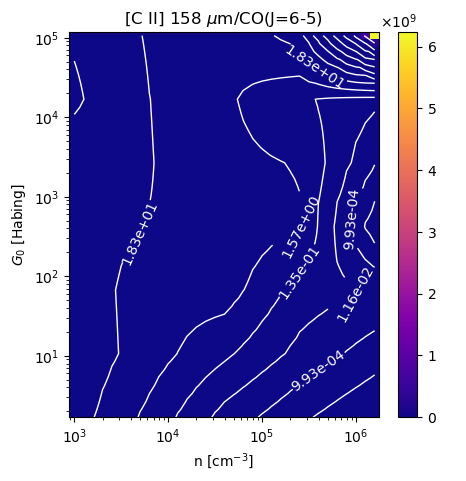 [C II] 158 μm/CO(J=6-5)
×10⁹
10⁵
10⁴
10³
10²
10¹
G₀ [Habing]
1.83e+01
1.83e+01
1.57e+00
1.35e-01
9.93e-04
1.16e-02
9.93e-04
10³
10⁴
10⁵
10⁶
n [cm⁻³]
6
5
4
3
2
1
0